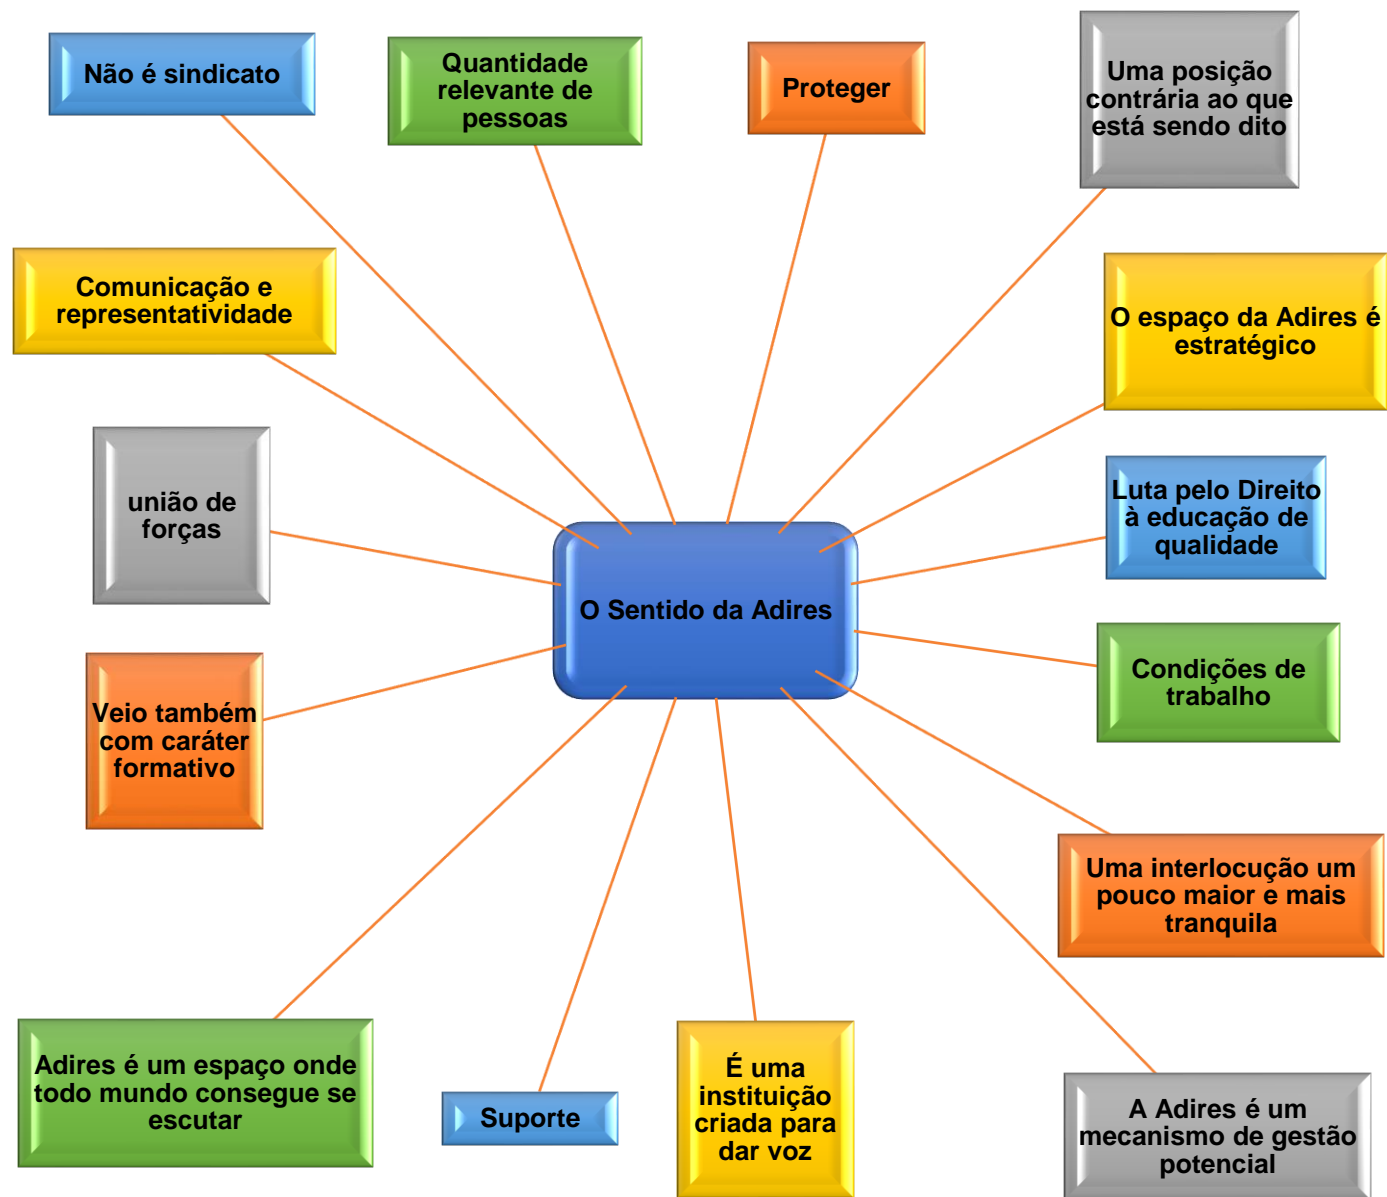 Não é sindicato
Quantidade
relevante de
pessoas
Proteger
Uma posição
contrária ao que
está sendo dito
Comunicação e
representatividade
O espaço da Adires é
estratégico
união de
forças
Luta pelo Direito
à educação de
qualidade
O Sentido da Adires
Veio também
com caráter
formativo
Condições de
trabalho
Uma interlocução um
pouco maior e mais
tranquila
Adires é um espaço onde
todo mundo consegue se
escutar
Suporte
É uma
instituição
criada para
dar voz
A Adires é um
mecanismo de gestão
potencial